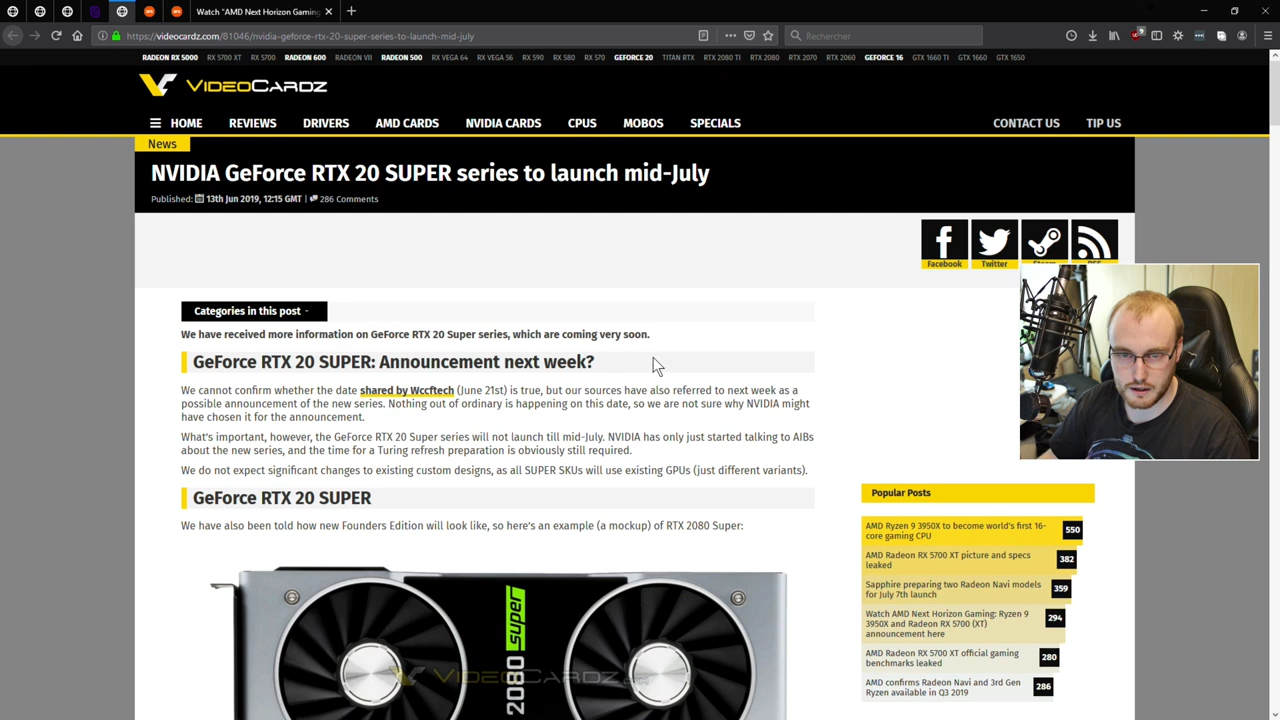 Watch "AMD Next Horizon Gaming
https://videocardz.com/81046/nvidia-geforce-rtx-20-super-series-to-launch-mid-july
Rechercher
9
RADEON RX 5000 RX 5700 XT RX 5700 RADEON 600 RADEON VII RADEON 500 RX VEGA 64 RX VEGA 56 RX 590 RX 580 RX 570 GEFORCE 20 TITAN RTX RTX 2080 TI RTX 2080 RTX 2070 RTX 2060 GEFORCE 16 GTX 1660 TI GTX 1660 GTX 1650
VIDEOCARDZ
HOME REVIEWS DRIVERS AMD CARDS NVIDIA CARDS CPUS MOBOS SPECIALS CONTACT US TIP US
News
NVIDIA GeForce RTX 20 SUPER series to launch mid-July
Published: 13th Jun 2019, 12:15 GMT | 286 Comments
Facebook Twitter Steam RSS
Categories in this post -
We have received more information on GeForce RTX 20 Super series, which are coming very soon.
GeForce RTX 20 SUPER: Announcement next week?
We cannot confirm whether the date shared by Wccftech (June 21st) is true, but our sources have also referred to next week as a
possible announcement of the new series. Nothing out of ordinary is happening on this date, so we are not sure why NVIDIA might
have chosen it for the announcement.
What's important, however, the GeForce RTX 20 Super series will not launch till mid-July. NVIDIA has only just started talking to AIBs
about the new series, and the time for a Turing refresh preparation is obviously still required.
We do not expect significant changes to existing custom designs, as all SUPER SKUs will use existing GPUs (just different variants).
GeForce RTX 20 SUPER
We have also been told how new Founders Edition will look like, so here's an example (a mockup) of RTX 2080 Super:
2080 super
VIDEOCARDZ.com
Popular Posts
AMD Ryzen 9 3950X to become world's first 16-
core gaming CPU
550
AMD Radeon RX 5700 XT picture and specs
leaked
382
Sapphire preparing two Radeon Navi models
for July 7th launch
359
Watch AMD Next Horizon Gaming: Ryzen 9
3950X and Radeon RX 5700 (XT)
announcement here
294
AMD Radeon RX 5700 XT official gaming
benchmarks leaked
280
AMD confirms Radeon Navi and 3rd Gen
Ryzen available in Q3 2019
286